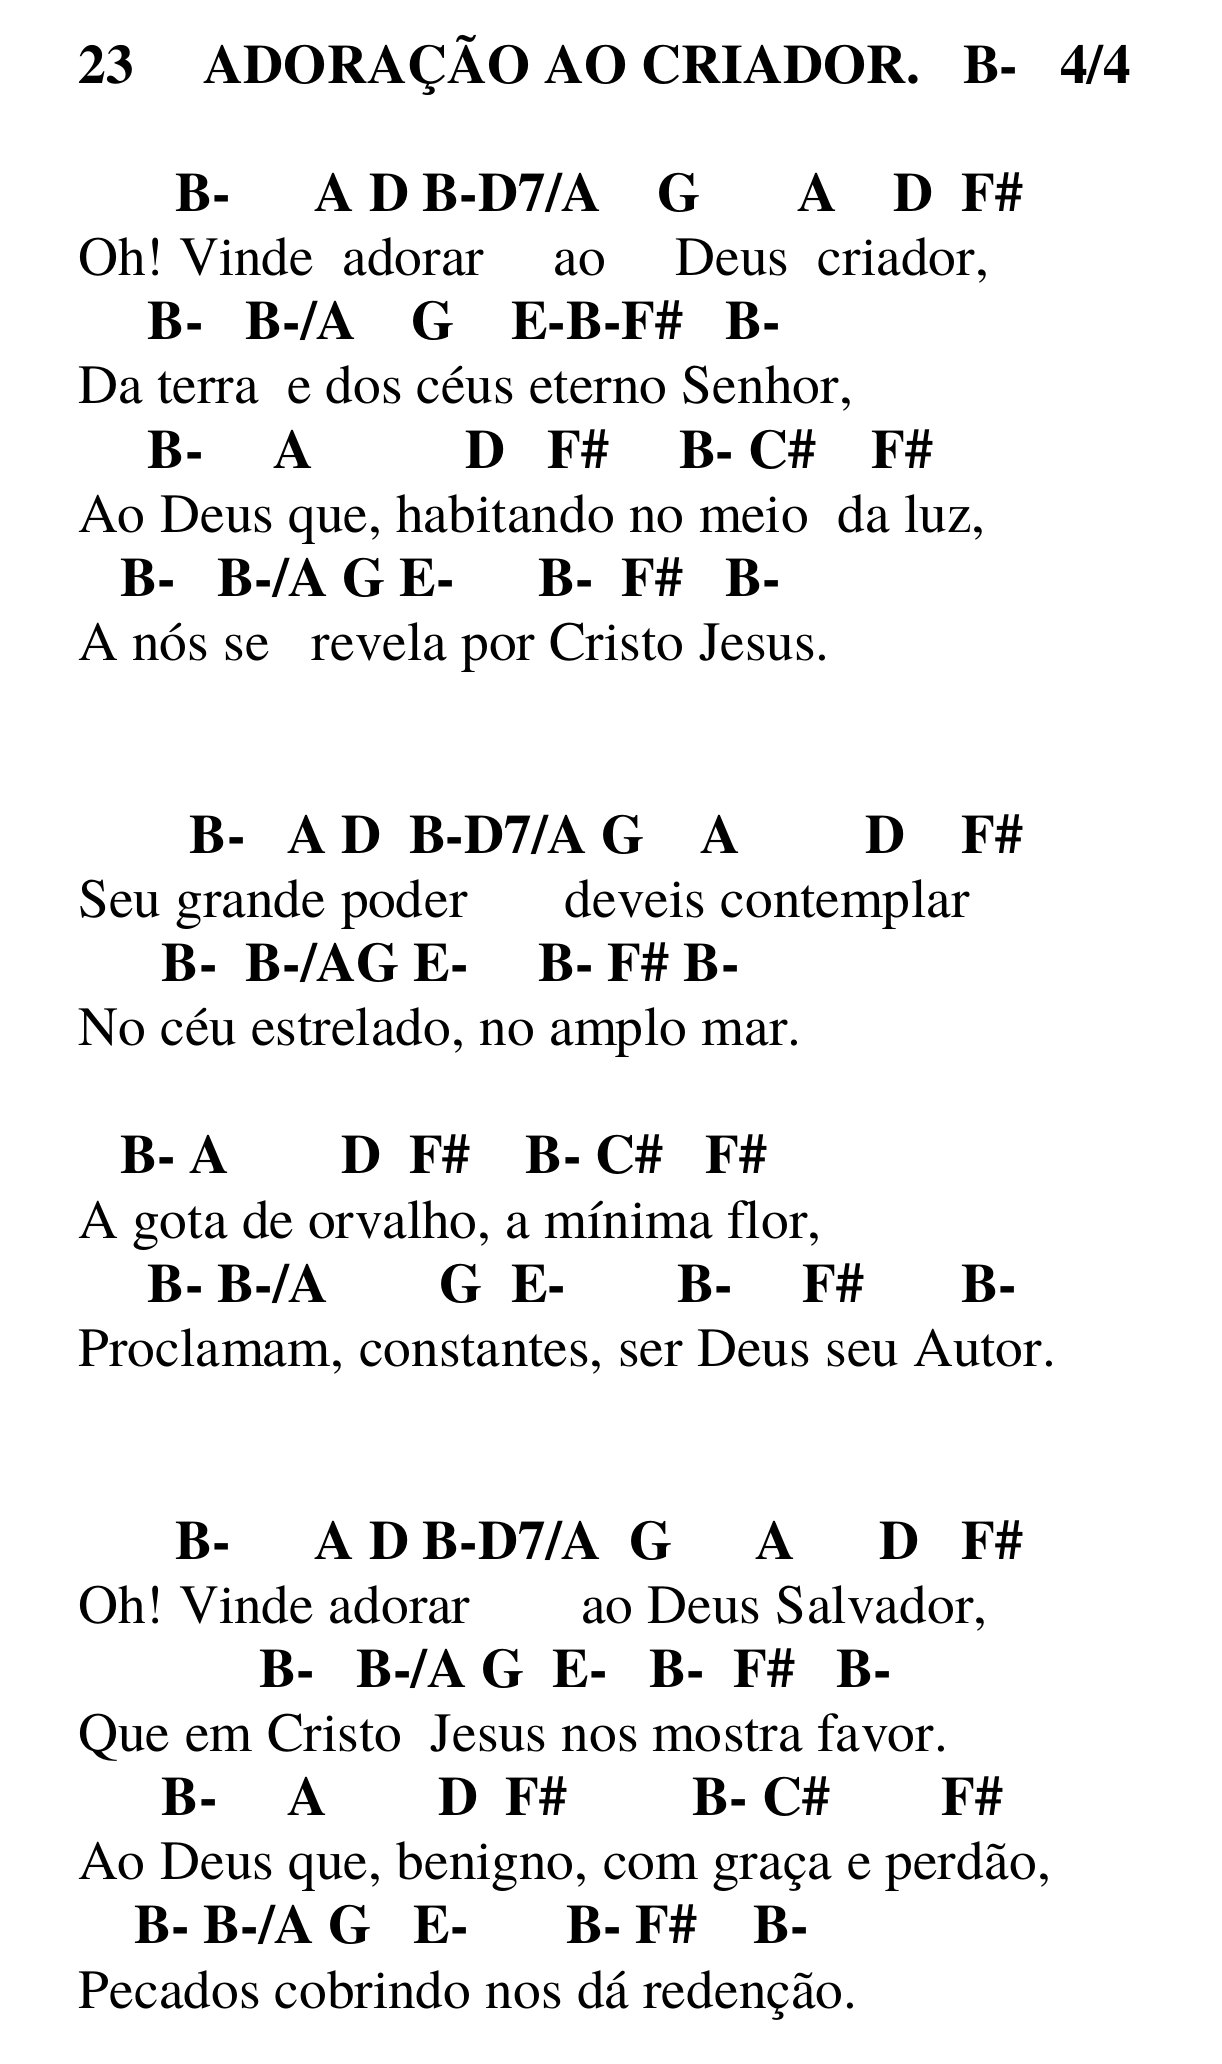 23 ADORAÇÃO AO CRIADOR. B- 4/4
B- A D B-D7/A G A D F#
Oh! Vinde adorar ao Deus criador,
B- B-/A G E-B-F# B-
Da terra e dos céus eterno Senhor,
B- A D F# B- C# F#
Ao Deus que, habitando no meio da luz,
B- B-/A G E- B- F# B-
A nós se revela por Cristo Jesus.
B- A D B-D7/A G A D F#
Seu grande poder deveis contemplar
B- B-/AG E- B- F# B-
No céu estrelado, no amplo mar.
B- A D F# B- C# F#
A gota de orvalho, a mínima flor,
B- B-/A G E- B- F# B-
Proclamam, constantes, ser Deus seu Autor.
B- A D B-D7/A G A D F#
Oh! Vinde adorar ao Deus Salvador,
B- B-/A G E- B- F# B-
Que em Cristo Jesus nos mostra favor.
B- A D F# B- C# F#
Ao Deus que, benigno, com graça e perdão,
B- B-/A G E- B- F# B-
Pecados cobrindo nos dá redenção.